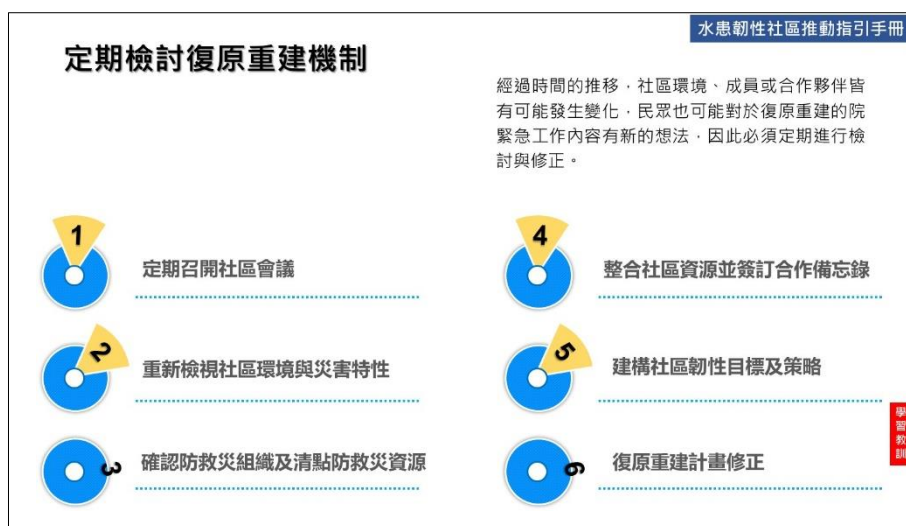 水患韌性社區推動指引手冊
定期檢討復原重建機制
經過時間的推移，社區環境、成員或合作夥伴皆
有可能發生變化，民眾也可能對於復原重建的院
緊急工作內容有新的想法，因此必須定期進行檢
討與修正。
1
定期召開社區會議
2
重新檢視社區環境與災害特性
3
確認防救災組織及清點防救災資源
4
整合社區資源並簽訂合作備忘錄
5
建構社區韌性目標及策略
6
復原重建計畫修正
學習教訓